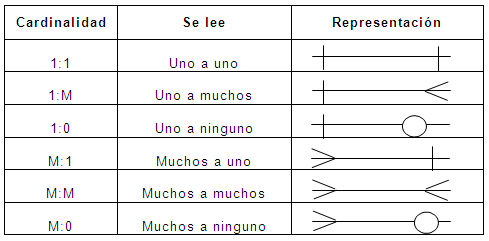 Cardinalidad Se lee Representación
1:1 Uno a uno
1:M Uno a muchos
1:0 Uno a ninguno
M:1 Muchos a uno
M:M Muchos a muchos
M:0 Muchos a ninguno